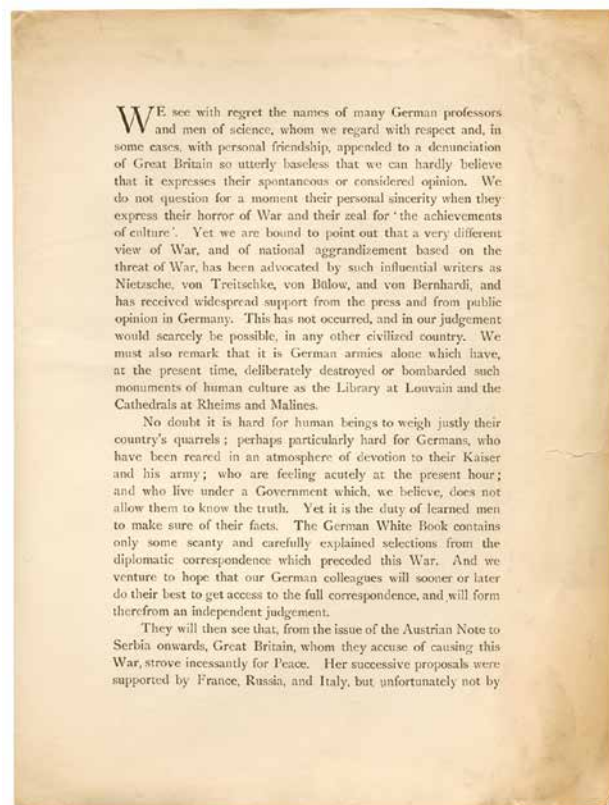 WE see with regret the names of many German professors
and men of science, whom we regard with respect and, in
some cases, with personal friendship, appended to a denunciation
of Great Britain so utterly baseless that we can hardly believe
that it expresses their spontaneous or considered opinion. We
do not question for a moment their personal sincerity when they
express their horror of War and their zeal for ‘the achievements
of culture’. Yet we are bound to point out that a very different
view of War, and of national aggrandizement based on the
threat of War, has been advocated by such influential writers as
Nietzsche, von Treitschke, von Bülow, and von Bernhardi, and
has received widespread support from the press and from public
opinion in Germany. This has not occurred, and in our judgement
would scarcely be possible, in any other civilized country. We
must also remark that it is German armies alone which have,
at the present time, deliberately destroyed or bombarded such
monuments of human culture as the Library at Louvain and the
Cathedrals at Rheims and Malines.
No doubt it is hard for human beings to weigh justly their
country's quarrels; perhaps particularly hard for Germans, who
have been reared in an atmosphere of devotion to their Kaiser
and his army; who are feeling acutely at the present hour;
and who live under a Government which, we believe, does not
allow them to know the truth. Yet it is the duty of learned men
to make sure of their facts. The German White Book contains
only some scanty and carefully explained selections from the
diplomatic correspondence which preceded this War. And we
venture to hope that our German colleagues will sooner or later
do their best to get access to the full correspondence, and will form
therefrom an independent judgement.
They will then see that, from the issue of the Austrian Note to
Serbia onwards, Great Britain, whom they accuse of causing this
War, strove incessantly for Peace. Her successive proposals were
supported by France, Russia, and Italy, but unfortunately not by